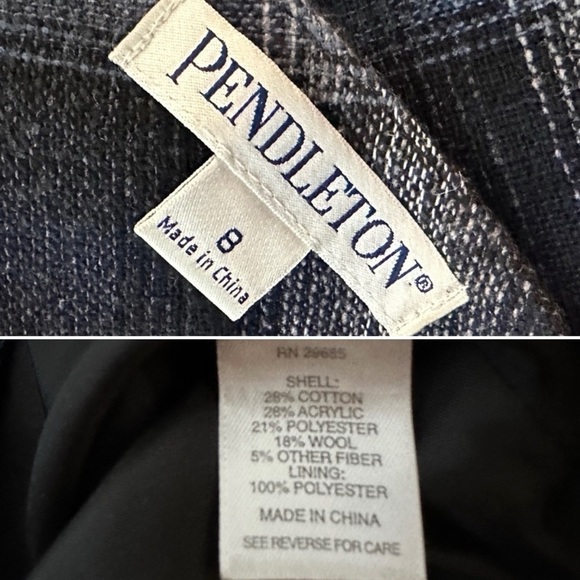 PENDLETON®
8
Made in China
RN 29685
SHELL:
28% COTTON
28% ACRYLIC
21% POLYESTER
18% WOOL
5% OTHER FIBER
LINING:
100% POLYESTER
MADE IN CHINA
SEE REVERSE FOR CARE